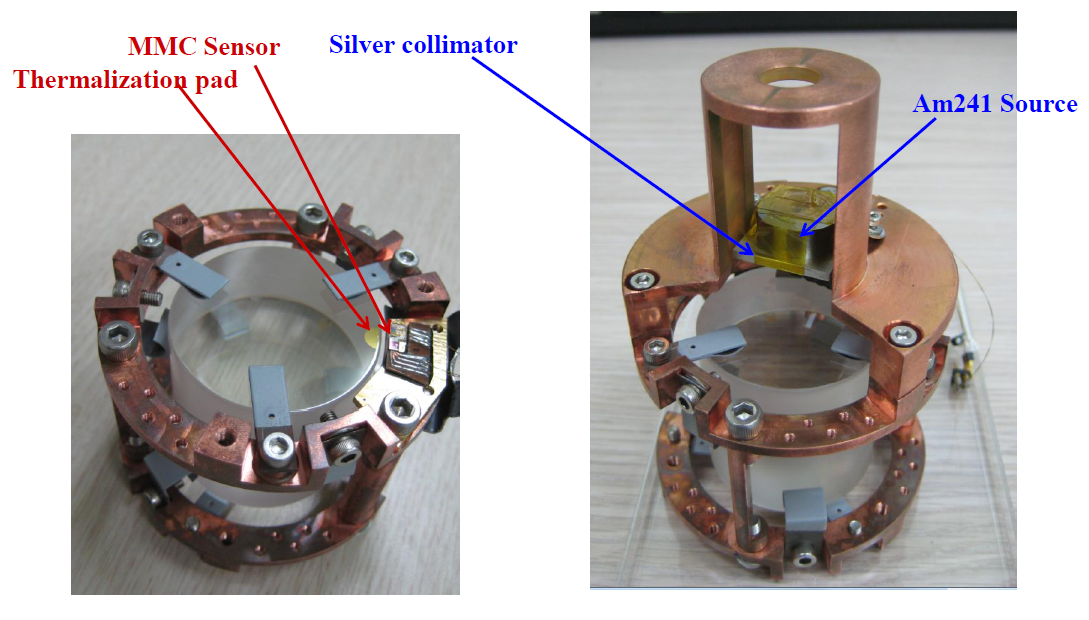 MMC Sensor
Thermalization pad
Silver collimator
Am241 Source